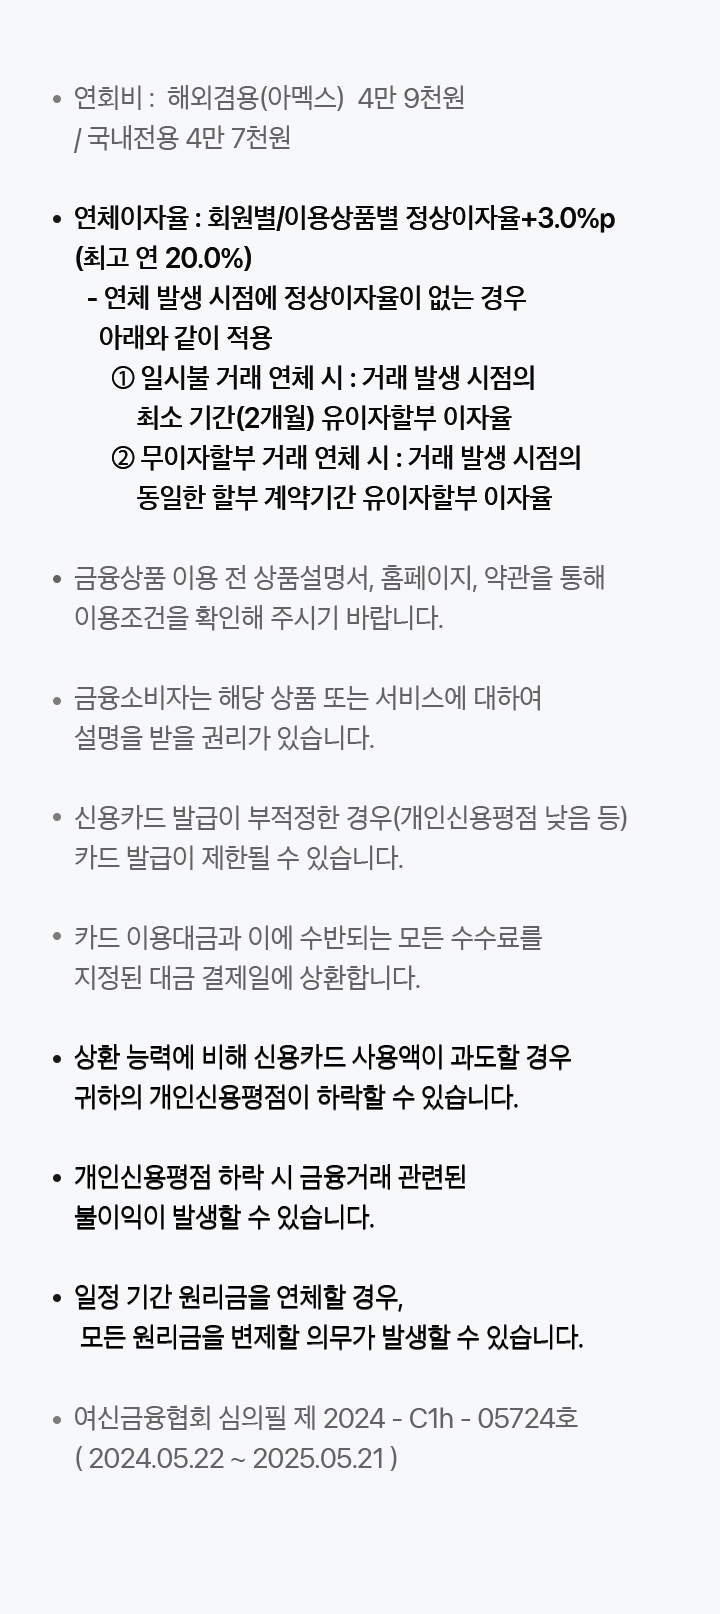 • 연회비 : 해외겸용(아멕스) 4만 9천원
/ 국내전용 4만 7천원
• 연체이자율 : 회원별/이용상품별 정상이자율+3.0%p
(최고 연 20.0%)
- 연체 발생 시점에 정상이자율이 없는 경우
아래와 같이 적용
① 일시불 거래 연체 시 : 거래 발생 시점의
최소 기간(2개월) 유이자할부 이자율
② 무이자할부 거래 연체 시 : 거래 발생 시점의
동일한 할부 계약기간 유이자할부 이자율
• 금융상품 이용 전 상품설명서, 홈페이지, 약관을 통해
이용조건을 확인해 주시기 바랍니다.
• 금융소비자는 해당 상품 또는 서비스에 대하여
설명을 받을 권리가 있습니다.
• 신용카드 발급이 부적정한 경우(개인신용평점 낮음 등)
카드 발급이 제한될 수 있습니다.
• 카드 이용대금과 이에 수반되는 모든 수수료를
지정된 대금 결제일에 상환합니다.
• 상환 능력에 비해 신용카드 사용액이 과도할 경우
귀하의 개인신용평점이 하락할 수 있습니다.
• 개인신용평점 하락 시 금융거래 관련된
불이익이 발생할 수 있습니다.
• 일정 기간 원리금을 연체할 경우,
모든 원리금을 변제할 의무가 발생할 수 있습니다.
• 여신금융협회 심의필 제 2024 - C1h - 05724호
( 2024.05.22 ~ 2025.05.21 )